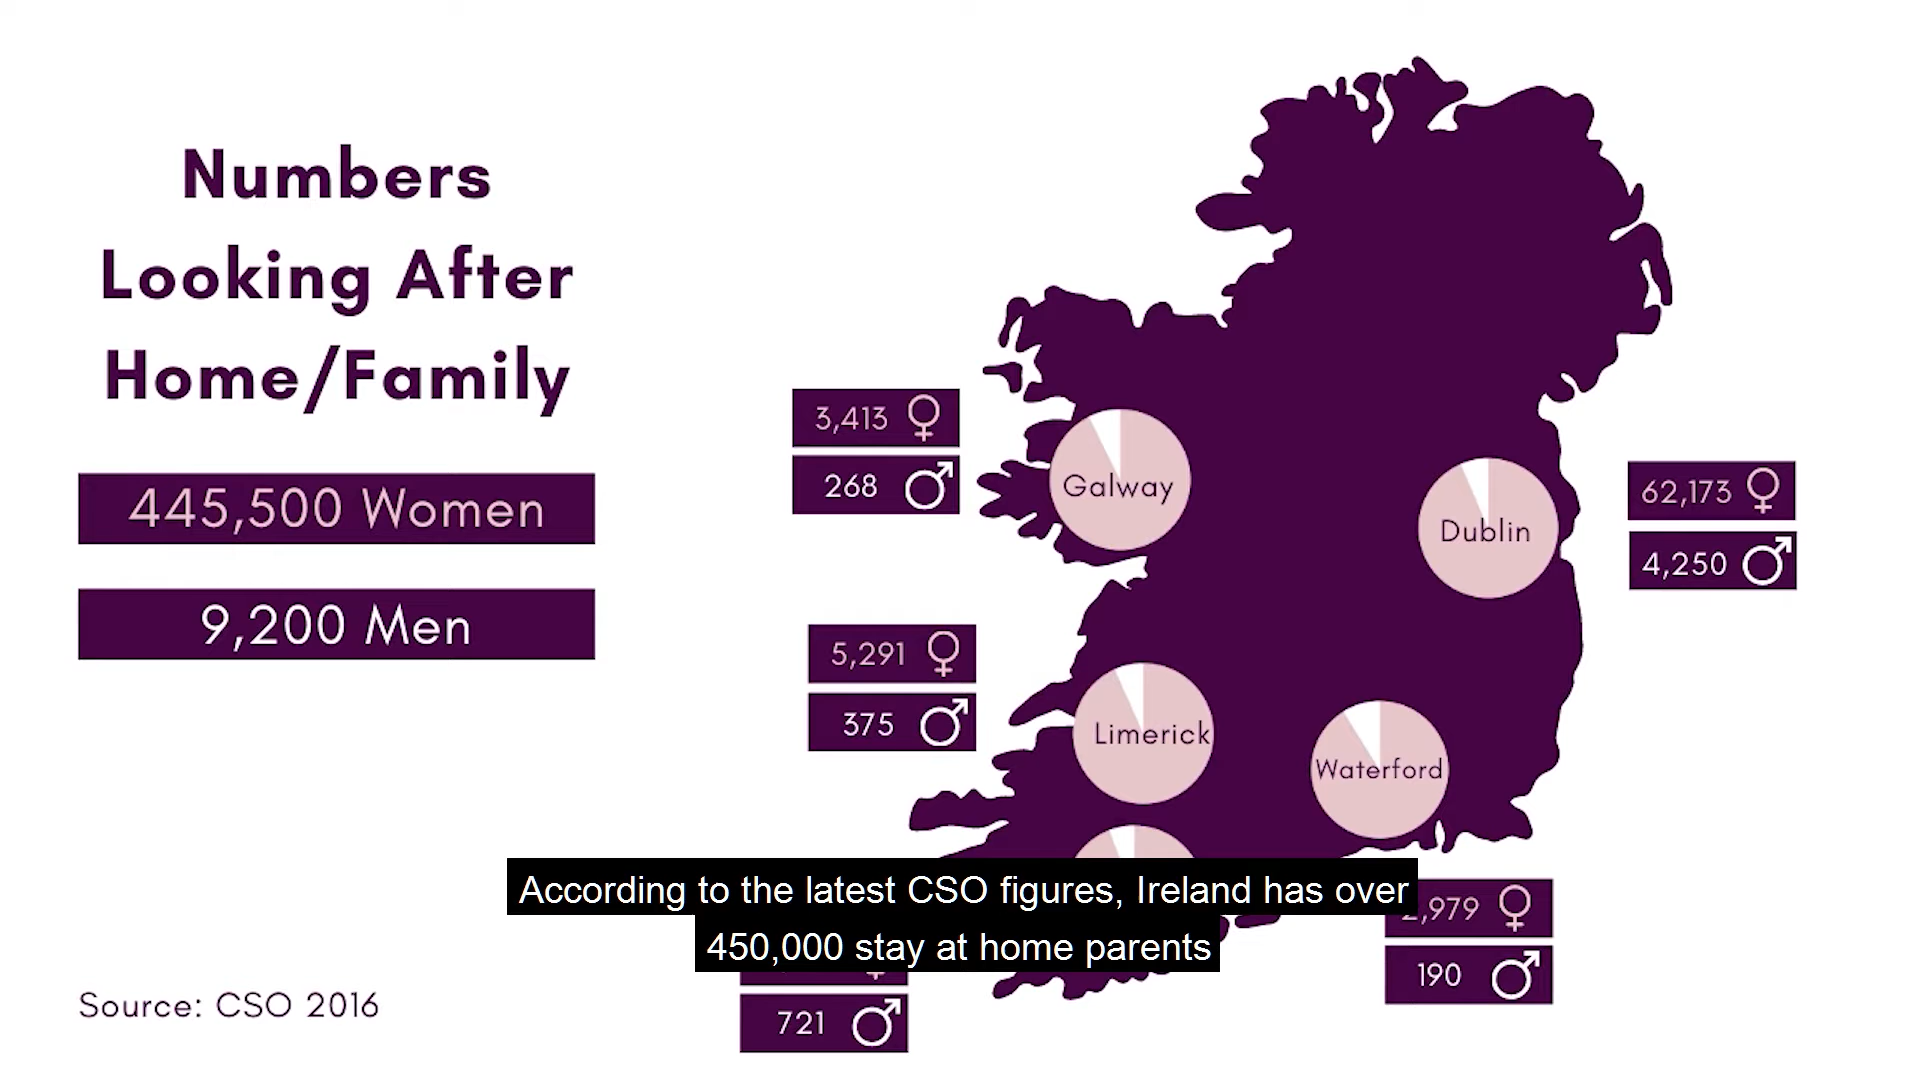 Numbers
Looking After
Home/Family
445,500 Women
9,200 Men
3,413
268
Galway
Dublin
62,173
4,250
5,291
375
Limerick
Waterford
According to the latest CSO figures, Ireland has over
450,000 stay at home parents
2,979
190
721
Source: CSO 2016